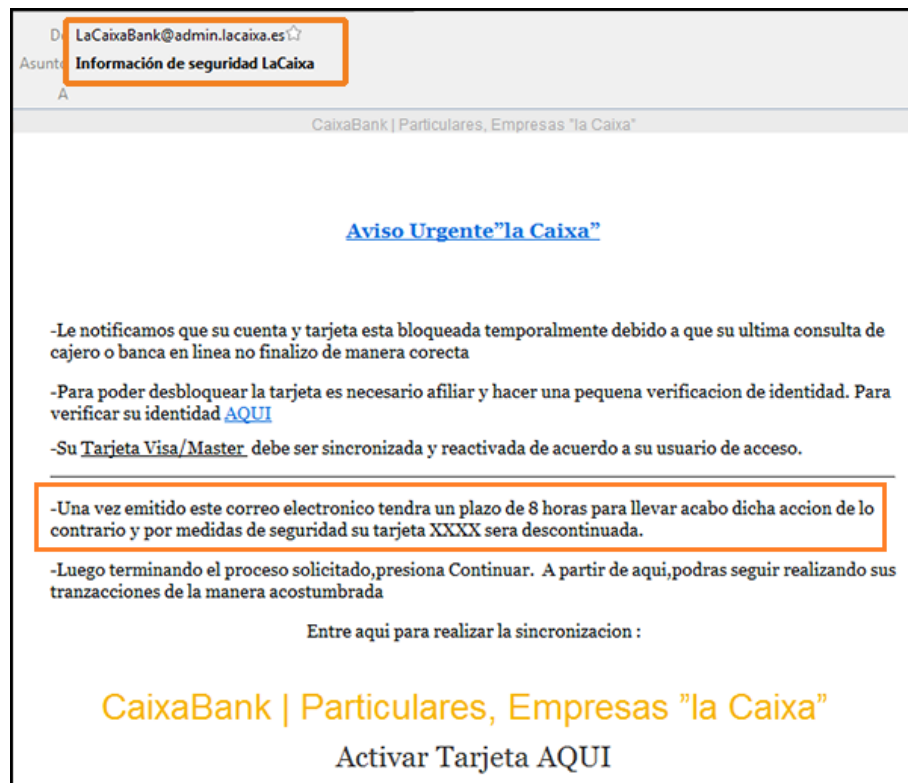 De LaCaixaBank@admin.lacaixa.es
Asunto Información de seguridad LaCaixa
A
CaixaBank | Particulares, Empresas "la Caixa"
Aviso Urgente”la Caixa”
-Le notificamos que su cuenta y tarjeta esta bloqueada temporalmente debido a que su ultima consulta de
cajero o banca en linea no finalizo de manera corecta
-Para poder desbloquear la tarjeta es necesario afiliar y hacer una pequena verificacion de identidad. Para
verificar su identidad AQUI
-Su Tarjeta Visa/Master debe ser sincronizada y reactivada de acuerdo a su usuario de acceso.
-Una vez emitido este correo electronico tendra un plazo de 8 horas para llevar acabo dicha accion de lo
contrario y por medidas de seguridad su tarjeta XXXX sera descontinuada.
-Luego terminando el proceso solicitado,presiona Continuar. A partir de aqui,podras seguir realizando sus
tranzacciones de la manera acostumbrada
Entre aqui para realizar la sincronizacion :
CaixaBank | Particulares, Empresas ”la Caixa”
Activar Tarjeta AQUI